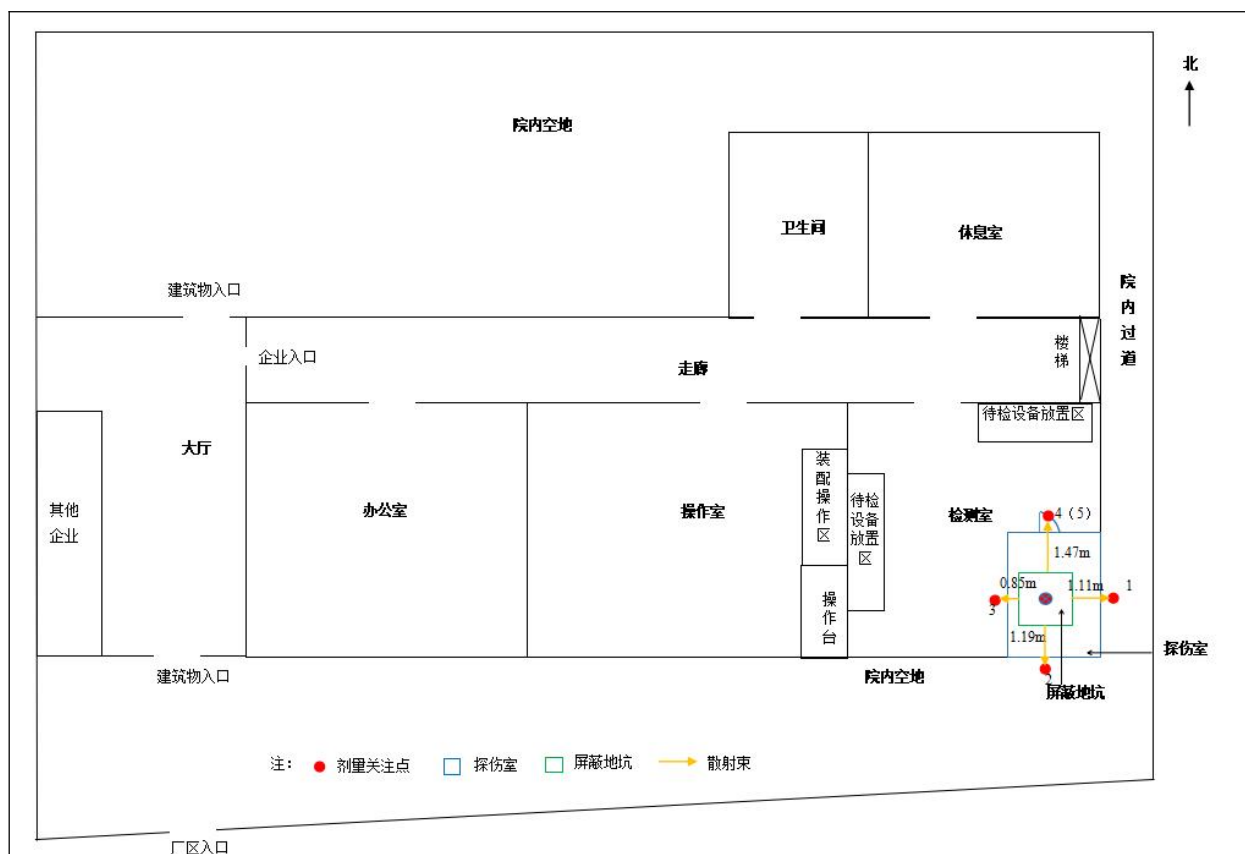 北
院内空地
卫生间
休息室
院内过道
建筑物入口
企业入口
走廊
楼梯
大厅
其他
企业
办公室
操作室
装配操作区
操作台
待检
设备
放置
区
待检设备放置区
检测室
4（5）
1.47m
0.85m
1.11m
1
3
1.19m
2
探伤室
屏蔽地坑
建筑物入口
院内空地
注：
剂量关注点
探伤室
屏蔽地坑
散射束
厂区入口